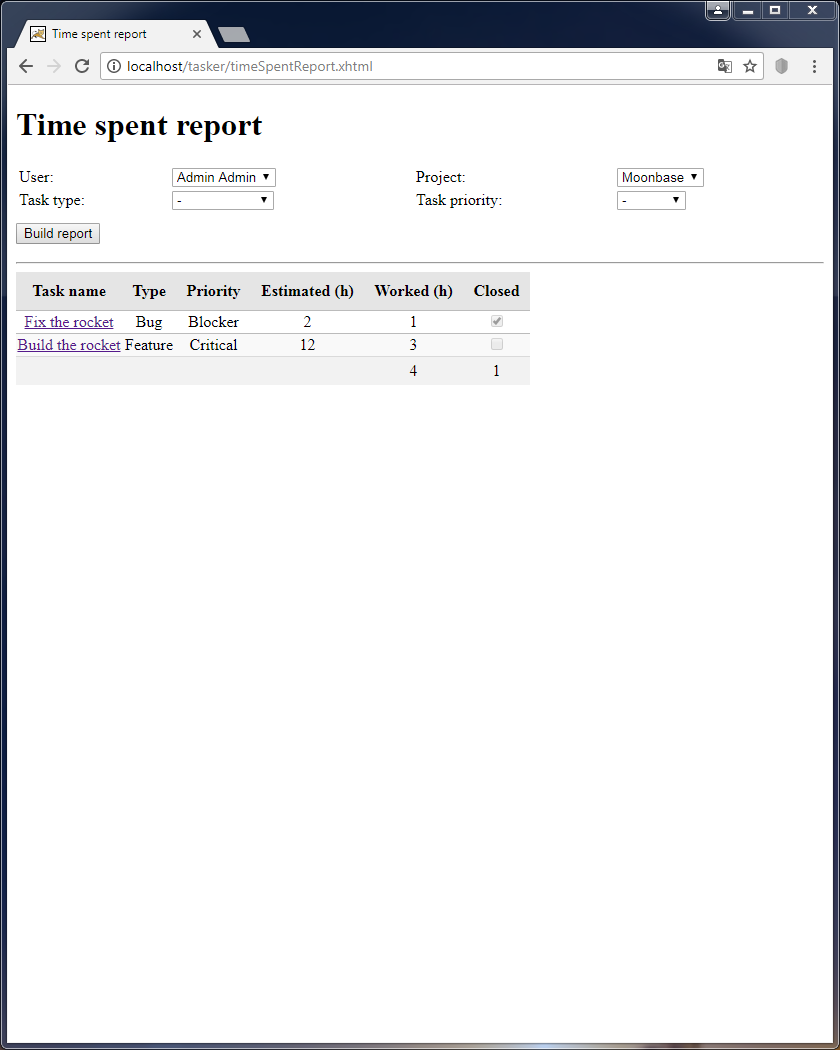 Time spent report
localhost/tasker/timeSpentReport.xhtml
Time spent report
User: Admin Admin Project: Moonbase
Task type: - Task priority: -
Build report
Task name Type Priority Estimated (h) Worked (h) Closed
Fix the rocket Bug Blocker 2 1
Build the rocket Feature Critical 12 3
4 1